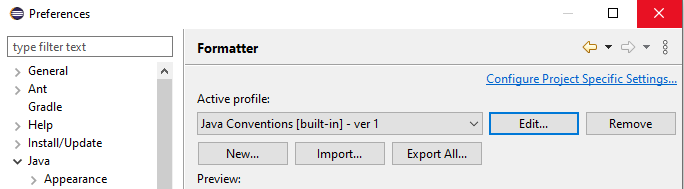 Preferences
type filter text
General
Ant
Gradle
Help
Install/Update
Java
Appearance
Formatter
Configure Project Specific Settings...
Active profile:
Java Conventions [built-in] - ver 1
Edit...
Remove
New...
Import...
Export All...
Preview: